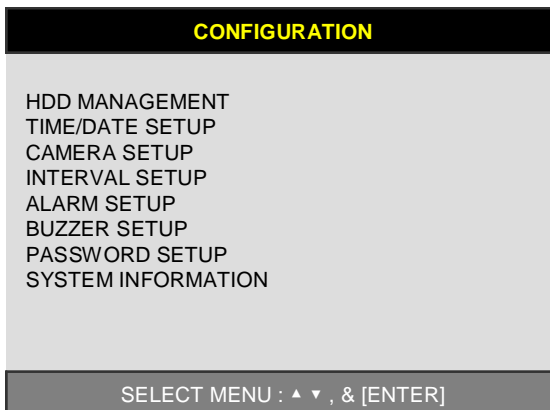 CONFIGURATION
HDD MANAGEMENT
TIME/DATE SETUP
CAMERA SETUP
INTERVAL SETUP
ALARM SETUP
BUZZER SETUP
PASSWORD SETUP
SYSTEM INFORMATION
SELECT MENU : ▲ ▼ , & [ENTER]